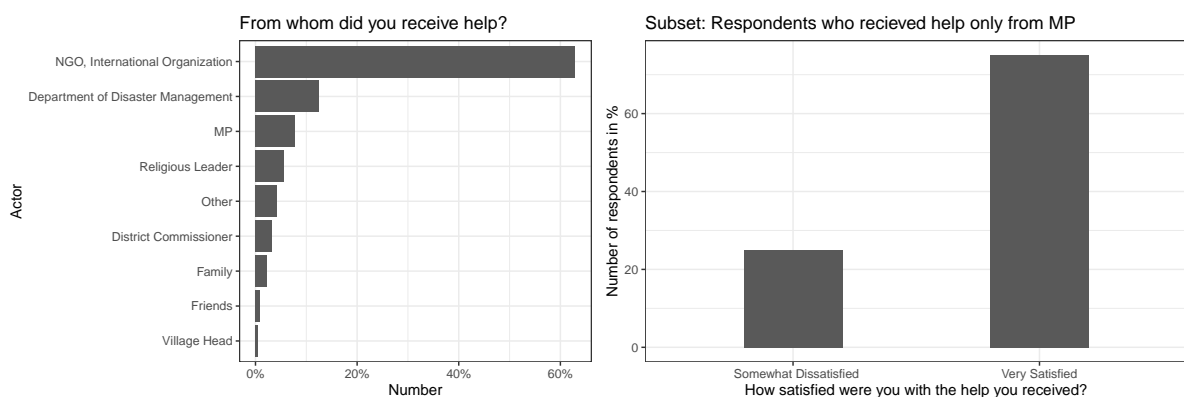 From whom did you receive help?
NGO, International Organization
Department of Disaster Management
MP
Religious Leader
Other
District Commissioner
Family
Friends
Village Head
Actor
0% 20% 40% 60%
Number
Subset: Respondents who recieved help only from MP
Number of respondents in %
60
40
20
0
Somewhat Dissatisfied Very Satisfied
How satisfied were you with the help you received?